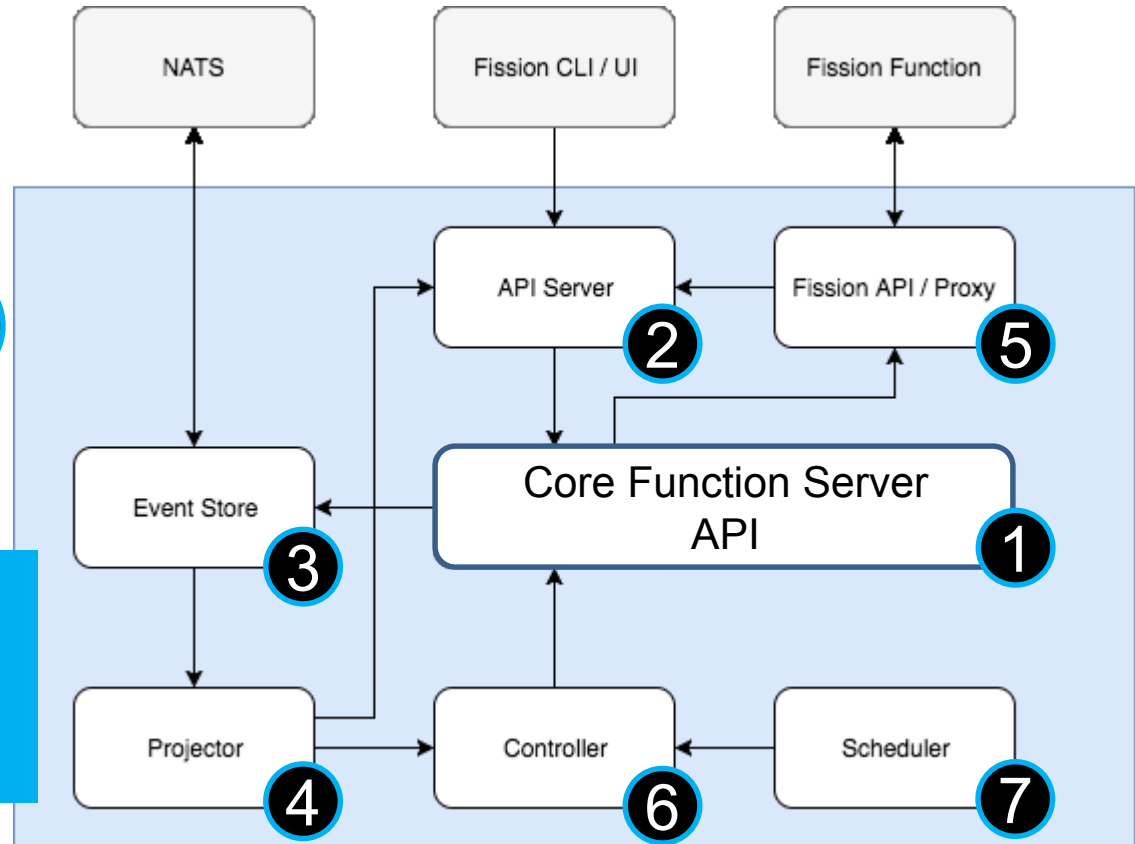 NATS
Fission CLI / UI
Fission Function
API Server
2
Fission API / Proxy
5
Event Store
3
Core Function Server
API
1
Projector
4
Controller
6
Scheduler
7